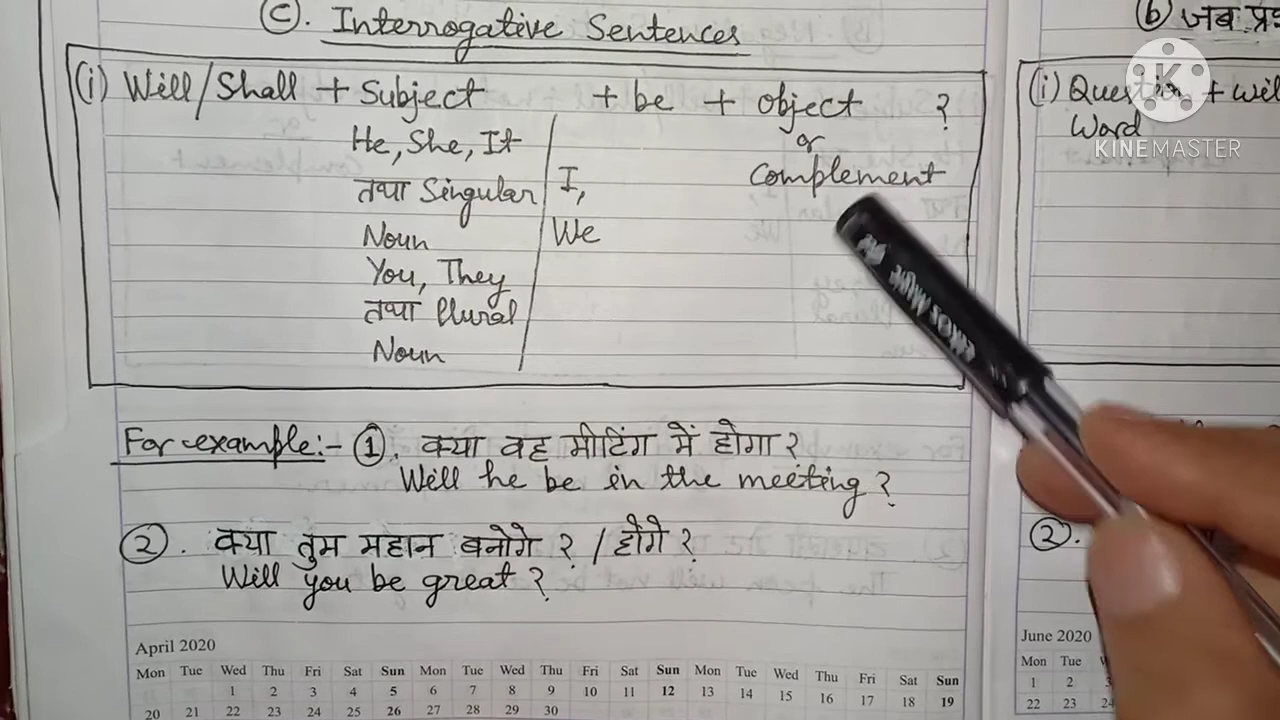 C. Interrogative Sentences
(i) Will/Shall + Subject + be + object ?
He, She, It or
तथा Singular I, Complement
Noun We
You, They
तथा Plural
Noun
For example:- ①. क्या वह मीटिंग में होगा ?
Will he be in the meeting ?
②. क्या तुम महान बनोगे ? / होंगे ?
Will you be great ?
April 2020
Mon Tue Wed Thu Fri Sat Sun Mon Tue Wed Thu Fri Sat Sun Mon Tue Wed Thu Fri Sat Sun
1 2 3 4 5 6 7 8 9 10 11 12 13 14 15 16 17 18 19
20 21 22 23 24 25 26 27 28 29 30
b जब
(i) Question + wil
Word
KINEMASTER
②.
June 2020
Mon Tue
1 2
22 23